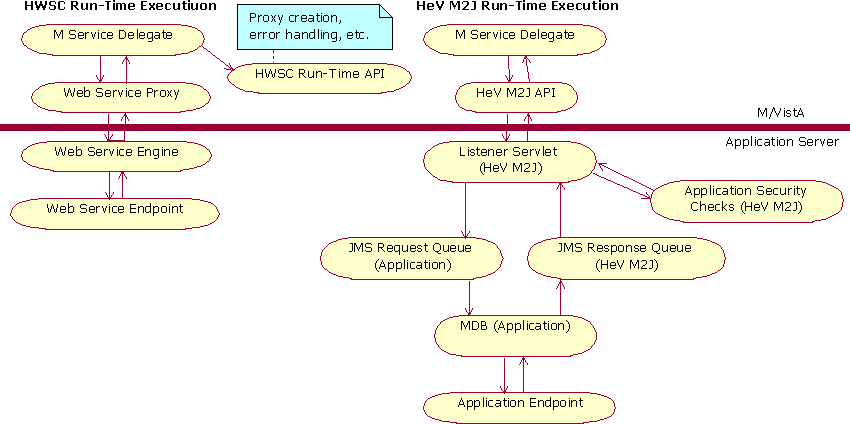 HWSC Run-Time Executiuon
M Service Delegate
Proxy creation,
error handling, etc.
HWSC Run-Time API
Web Service Proxy
Web Service Engine
Web Service Endpoint
HeV M2J Run-Time Execution
M Service Delegate
HeV M2J API
M/VistA
Application Server
Listener Servlet
(HeV M2J)
Application Security
Checks (HeV M2J)
JMS Request Queue
(Application)
JMS Response Queue
(HeV M2J)
MDB (Application)
Application Endpoint